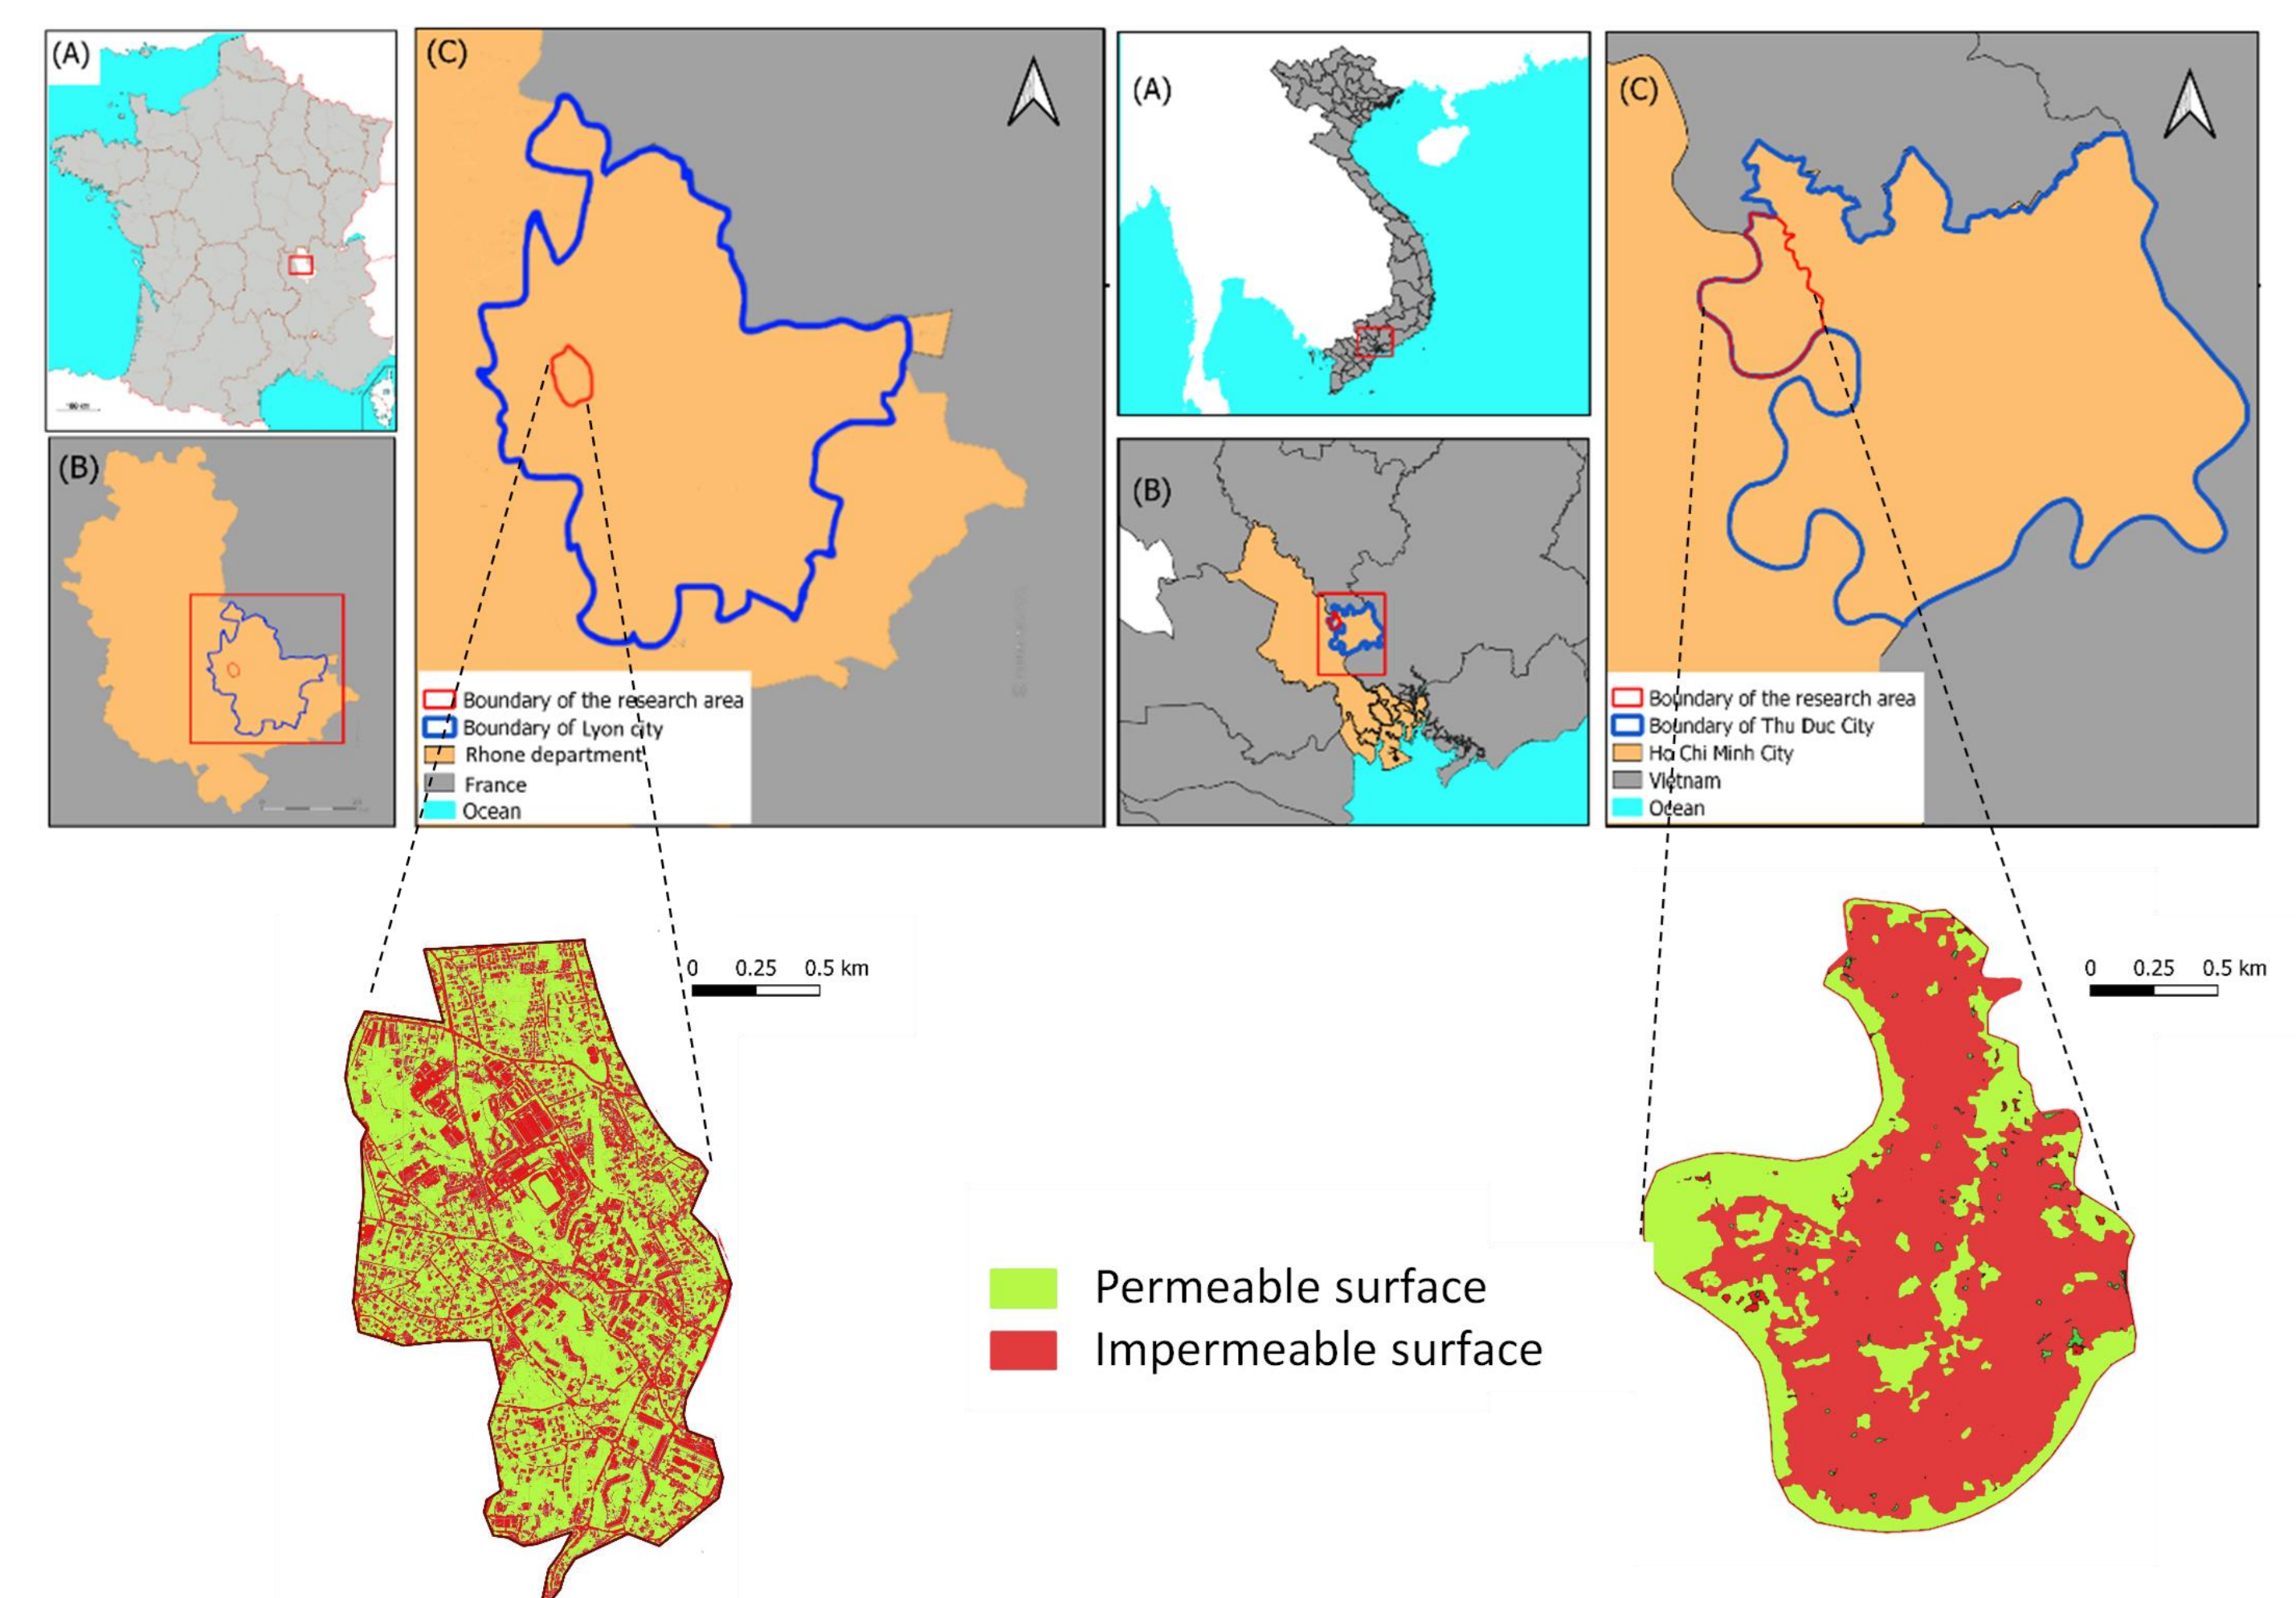 (A)
(B)
(C)
Boundary of the research area
Boundary of Lyon city
Rhone department
France
Ocean
(A)
(B)
(C)
Boundary of the research area
Boundary of Thu Duc City
Ho Chi Minh City
Vietnam
Ocean
0 0.25 0.5 km
0 0.25 0.5 km
Permeable surface
Impermeable surface